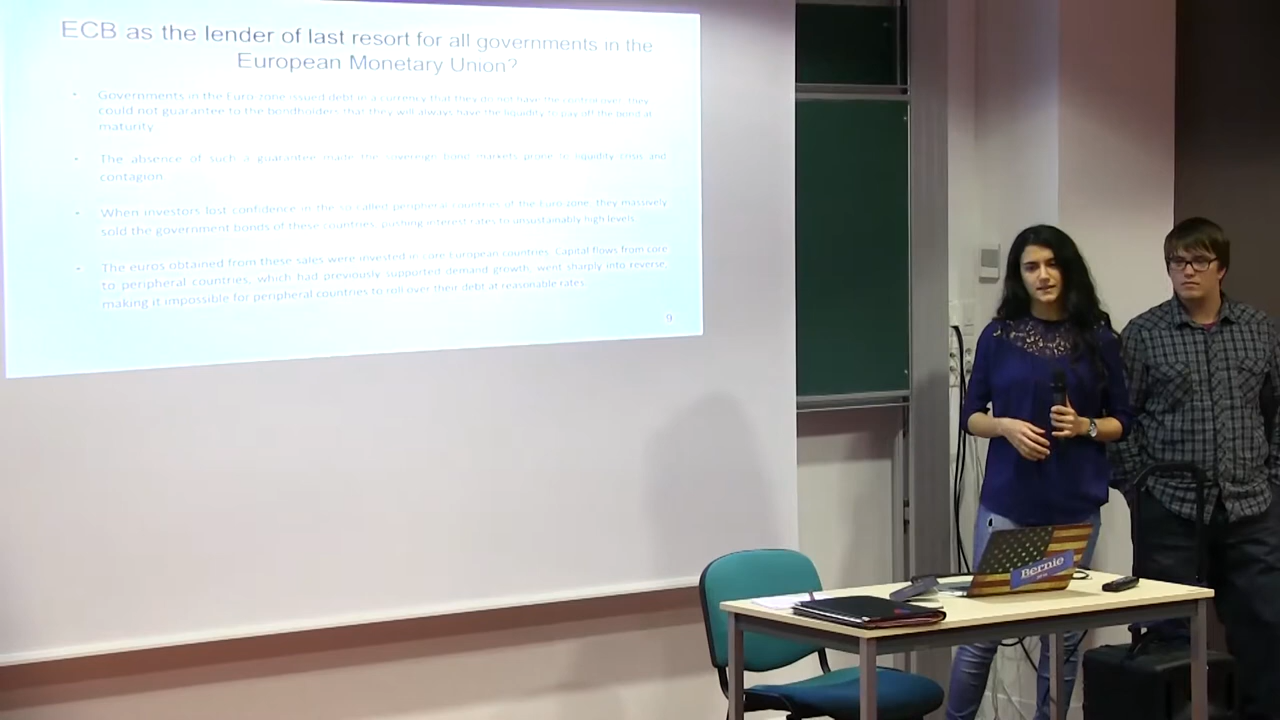 ECB as the lender of last resort for all governments in the
European Monetary Union?
• Governments in the Euro-zone issued debt in a currency that they do not have the control over, they
could not guarantee to the bondholders that they will always have the liquidity to pay off the bond at
maturity.
• The absence of such a guarantee made the sovereign bond markets prone to liquidity crisis and
contagion.
• When investors lost confidence in the so called peripheral countries of the Euro-zone, they massively
sold the government bonds of these countries, pushing interest rates to unsustainably high levels.
• The euros obtained from these sales were invested in core European countries. Capital flows from core
to peripheral countries, which had previously supported demand growth, went sharply into reverse,
making it impossible for peripheral countries to roll over their debt at reasonable rates.
9
Bernie